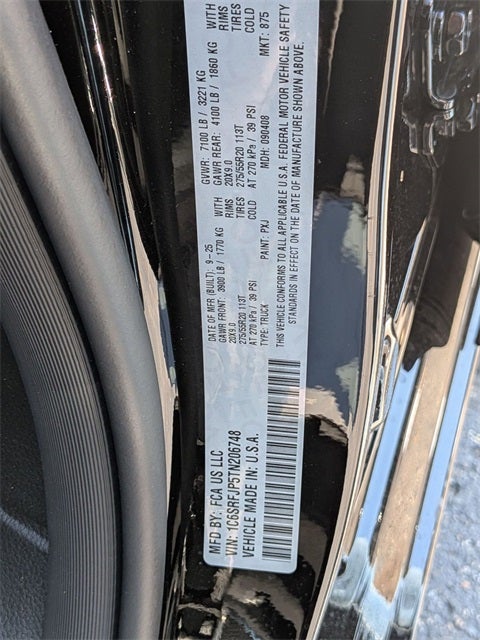 MFD BY: FCA US LLC
DATE OF MFR (BUILT): 9-25
GVWR: 7100 LB / 3221 KG
GAWR FRONT: 3900 LB / 1770 KG
WITH
GAWR REAR: 4100 LB / 1860 KG
WITH
20X9.0
RIMS
20X9.0
RIMS
275/55R20 113T
TIRES
275/55R20 113T
TIRES
AT 270 kPa / 39 PSI
COLD
AT 270 kPa / 39 PSI
COLD
VIN: 1C6SRFJP5TN206748
TYPE: TRUCK
PAINT: PXJ
MDH: 090408
MKT: 875
VEHICLE MADE IN: U.S.A.
THIS VEHICLE CONFORMS TO ALL APPLICABLE U.S.A. FEDERAL MOTOR VEHICLE SAFETY
STANDARDS IN EFFECT ON THE DATE OF MANUFACTURE SHOWN ABOVE.